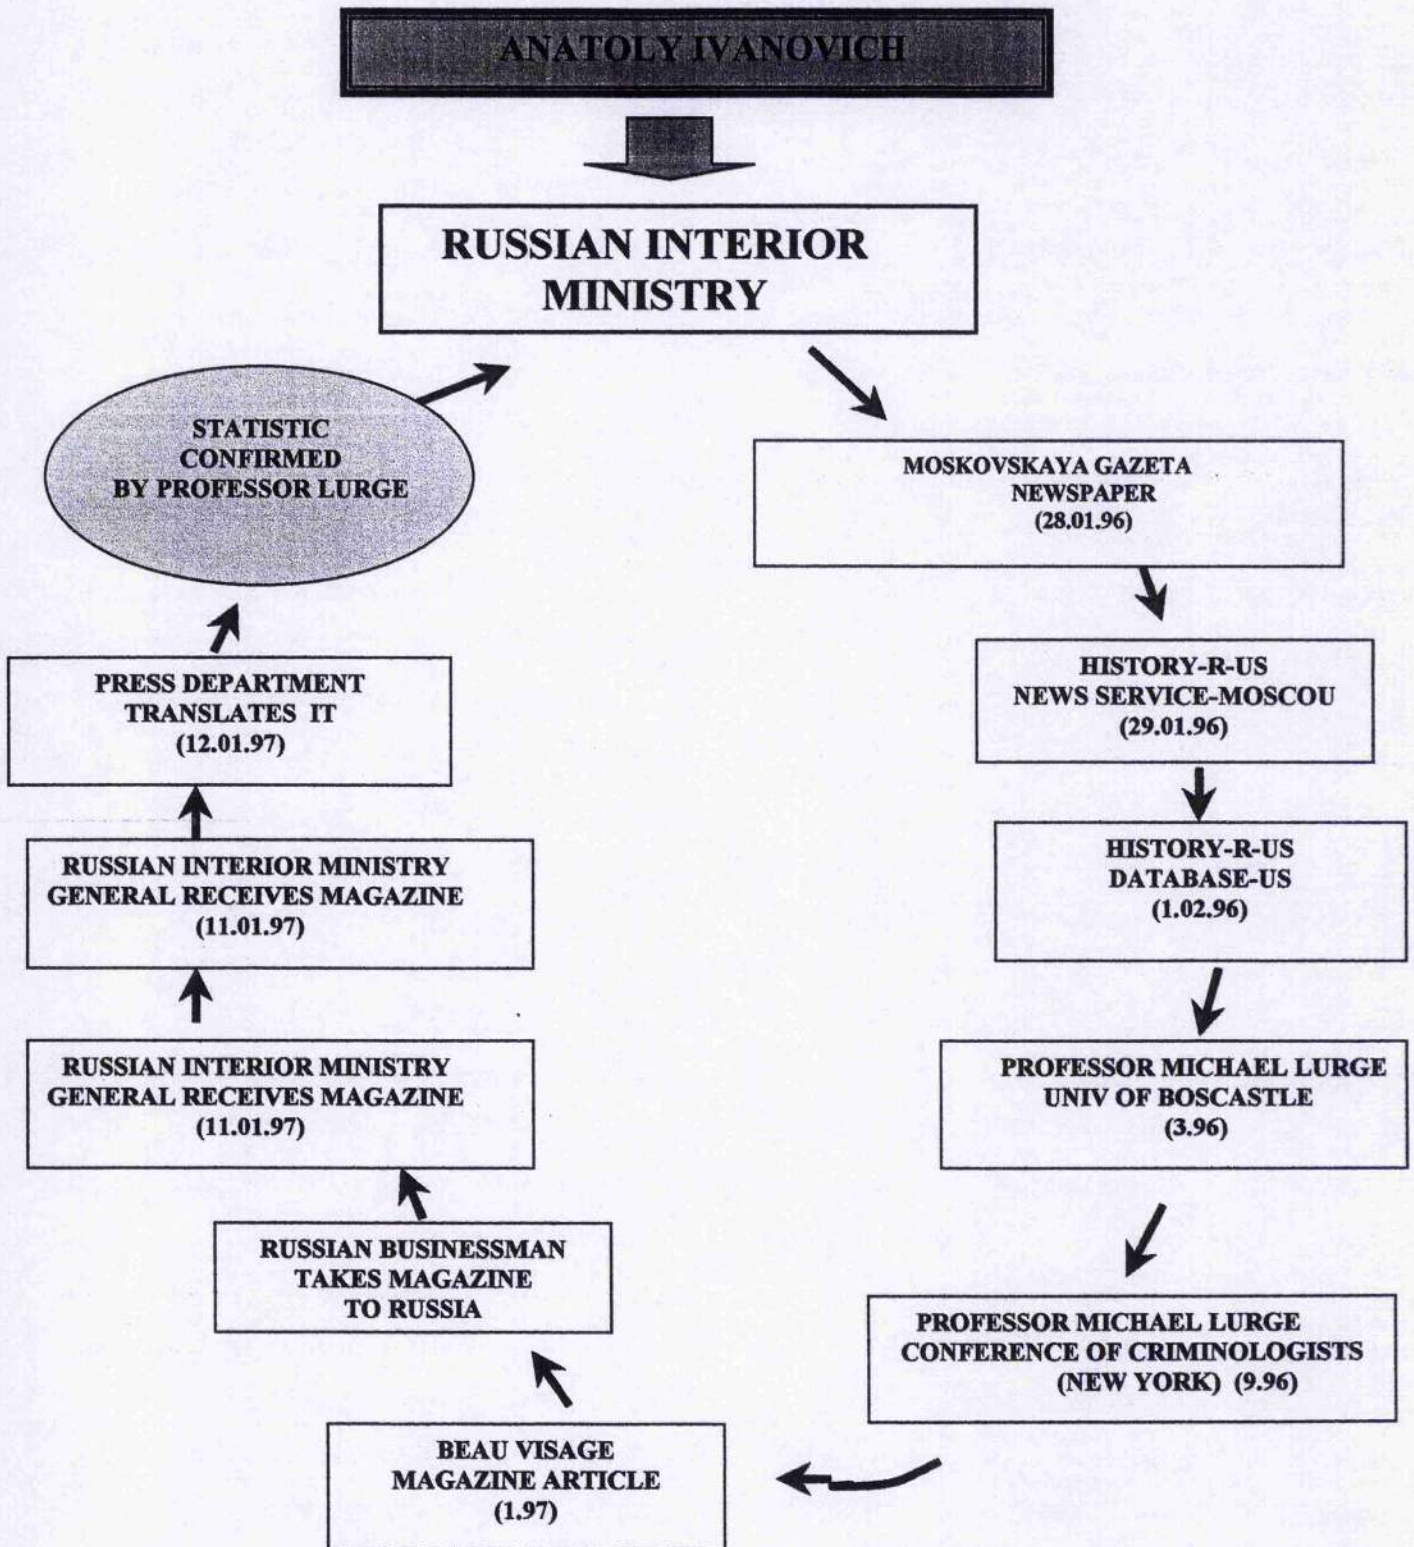 ANATOLY IVANOVICH
RUSSIAN INTERIOR
MINISTRY
STATISTIC
CONFIRMED
BY PROFESSOR LURGE
MOSKOVSKAYA GAZETA
NEWSPAPER
(28.01.96)
HISTORY-R-US
NEWS SERVICE-MOSCOU
(29.01.96)
PRESS DEPARTMENT
TRANSLATES IT
(12.01.97)
HISTORY-R-US
DATABASE-US
(1.02.96)
RUSSIAN INTERIOR MINISTRY
GENERAL RECEIVES MAGAZINE
(11.01.97)
PROFESSOR MICHAEL LURGE
UNIV OF BOSCASTLE
(3.96)
RUSSIAN INTERIOR MINISTRY
GENERAL RECEIVES MAGAZINE
(11.01.97)
RUSSIAN BUSINESSMAN
TAKES MAGAZINE
TO RUSSIA
PROFESSOR MICHAEL LURGE
CONFERENCE OF CRIMINOLOGISTS
(NEW YORK) (9.96)
BEAU VISAGE
MAGAZINE ARTICLE
(1.97)